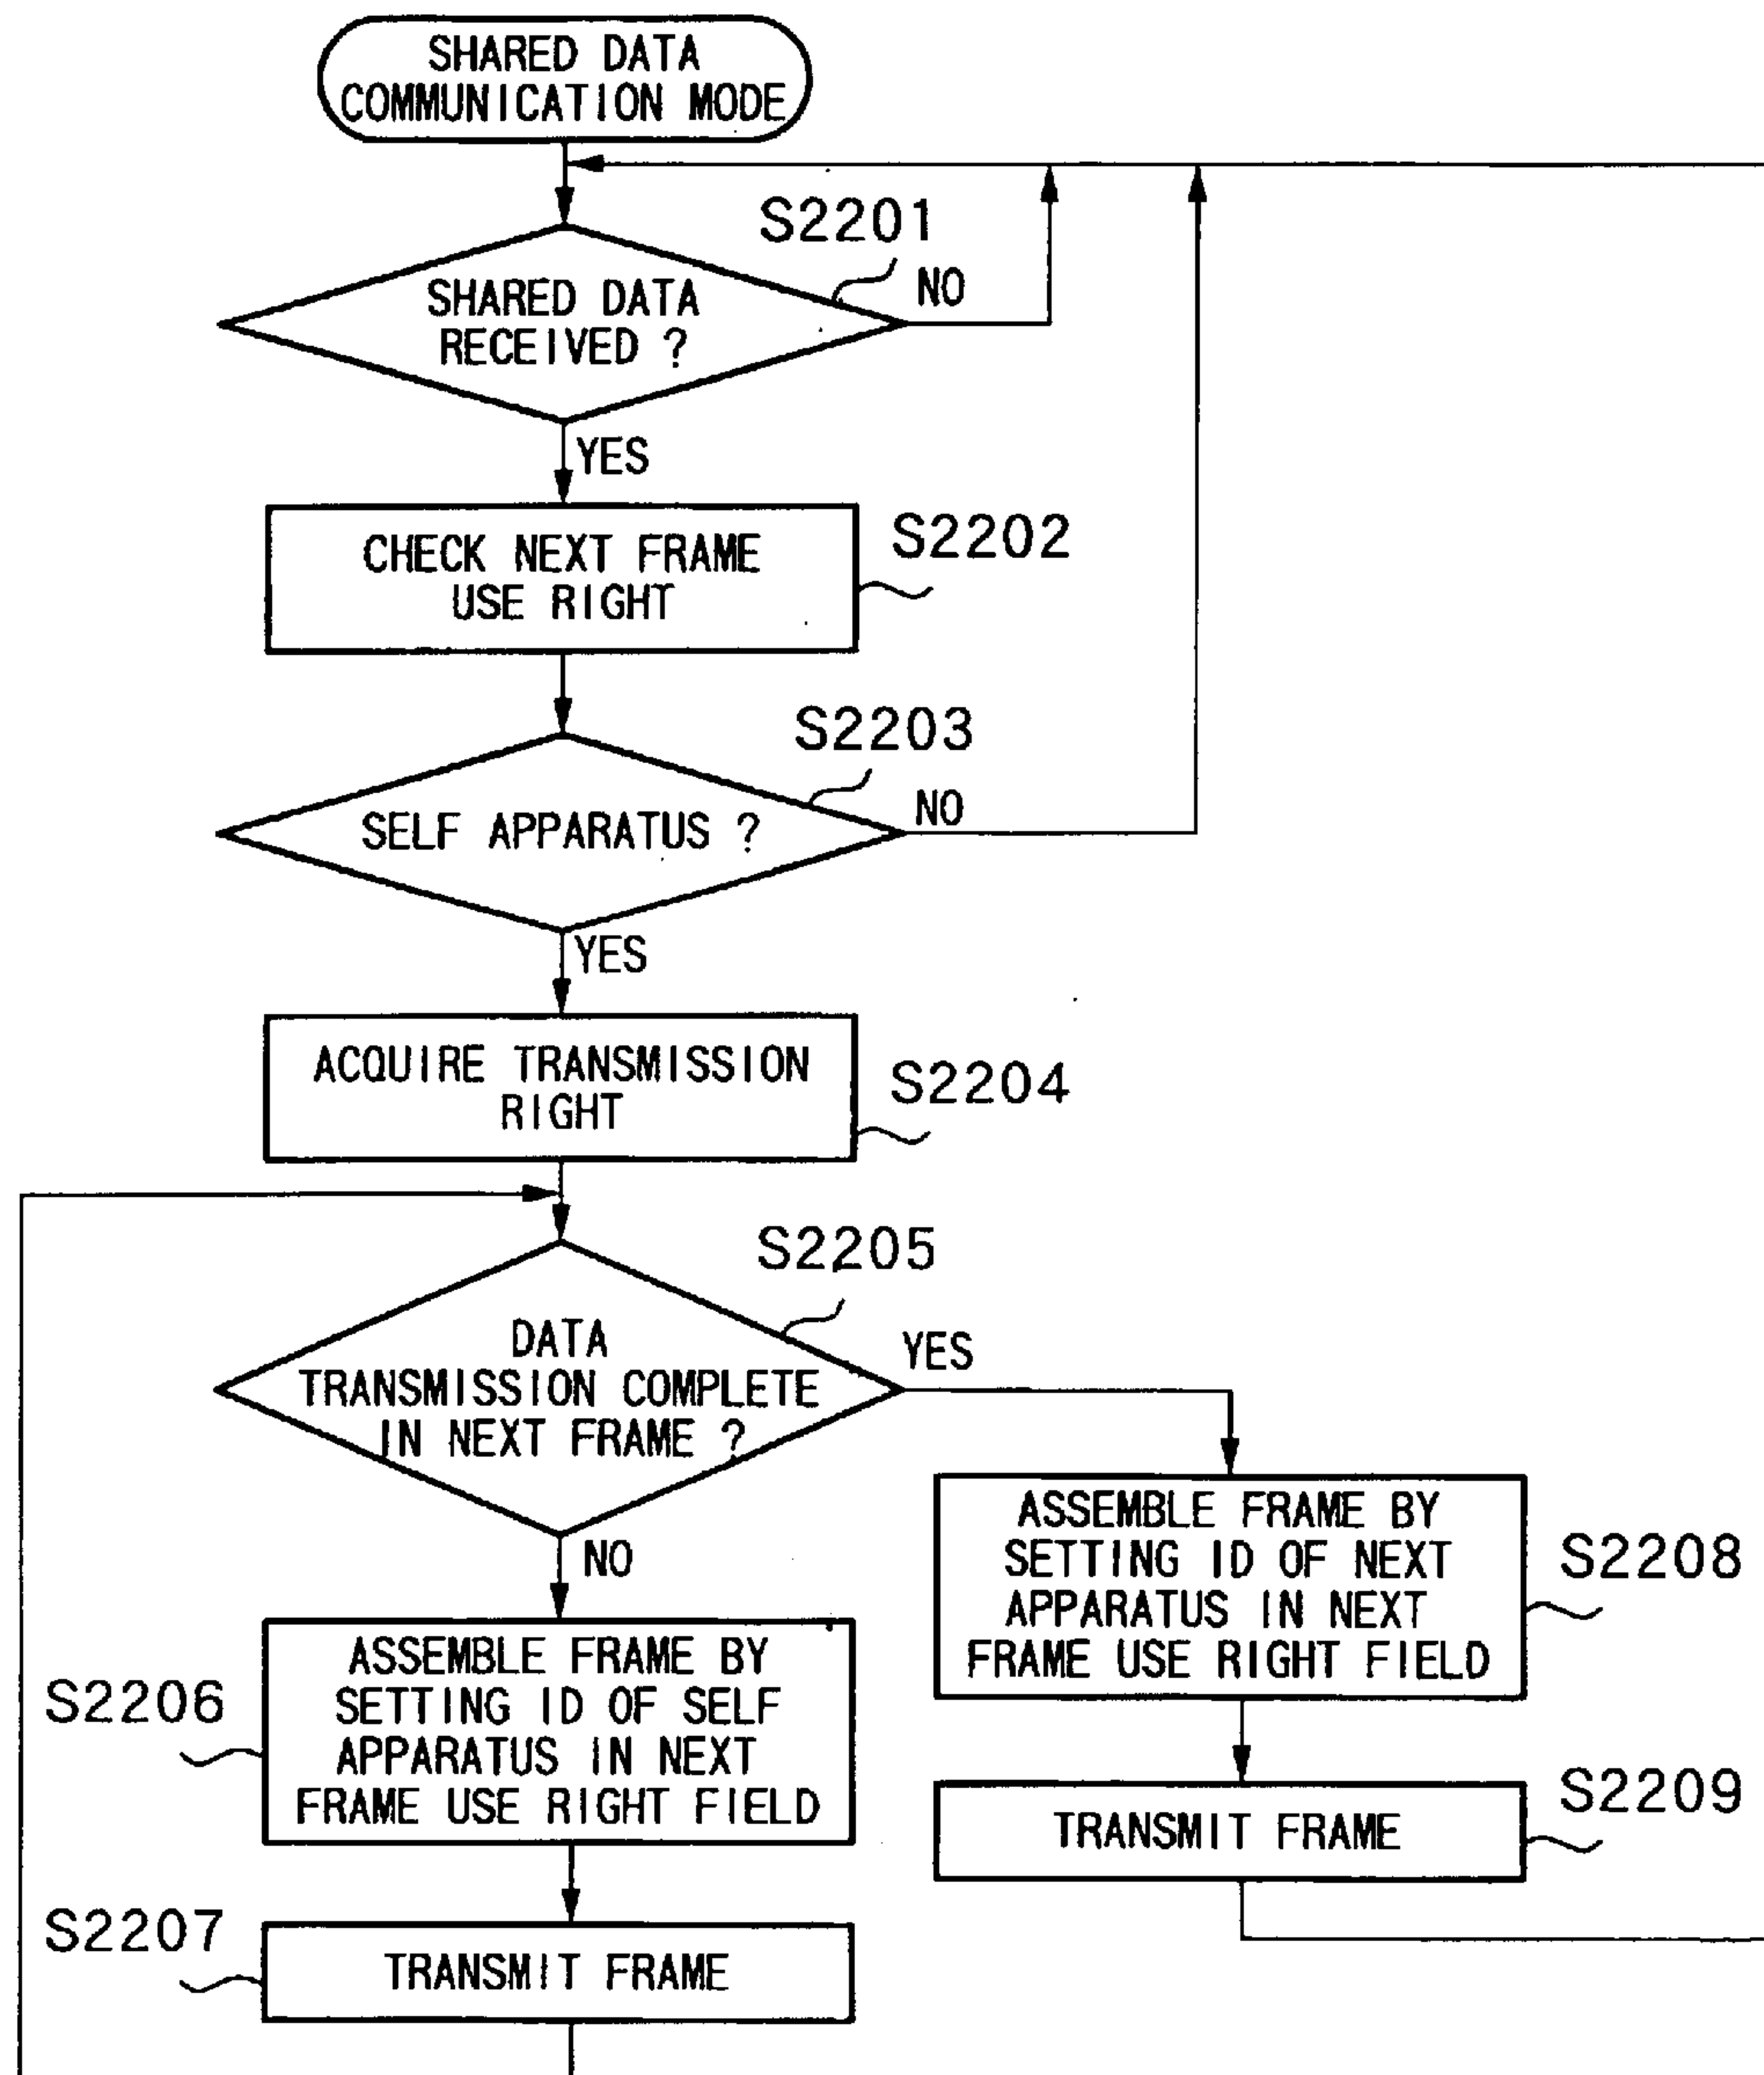 SHARED DATA
COMMUNICATION MODE
S2201
SHARED DATA
RECEIVED ?
NO
YES
CHECK NEXT FRAME
USE RIGHT
S2202
S2203
SELF APPARATUS ?
NO
YES
ACQUIRE TRANSMISSION
RIGHT
S2204
S2205
DATA
TRANSMISSION COMPLETE
IN NEXT FRAME ?
YES
NO
ASSEMBLE FRAME BY
SETTING ID OF NEXT
APPARATUS IN NEXT
FRAME USE RIGHT FIELD
S2208
S2206
ASSEMBLE FRAME BY
SETTING ID OF SELF
APPARATUS IN NEXT
FRAME USE RIGHT FIELD
TRANSMIT FRAME
S2209
S2207
TRANSMIT FRAME